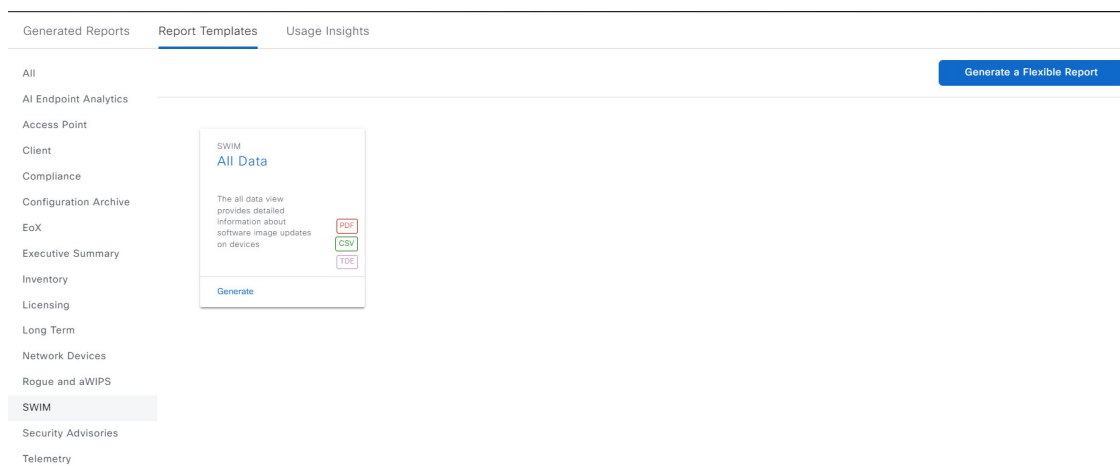 Generated Reports
Report Templates
Usage Insights
Generate a Flexible Report
All
AI Endpoint Analytics
Access Point
Client
Compliance
Configuration Archive
EoX
Executive Summary
Inventory
Licensing
Long Term
Network Devices
Rogue and aWIPS
SWIM
Security Advisories
Telemetry
SWIM
All Data
The all data view
provides detailed
information about
software image updates
on devices
PDF
CSV
TDE
Generate